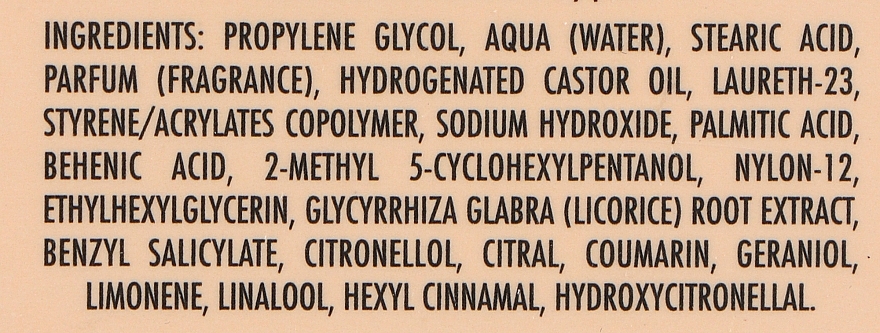 INGREDIENTS: PROPYLENE GLYCOL, AQUA (WATER), STEARIC ACID,
PARFUM (FRAGRANCE), HYDROGENATED CASTOR OIL, LAURETH-23,
STYRENE/ACRYLATES COPOLYMER, SODIUM HYDROXIDE, PALMITIC ACID,
BEHENIC ACID, 2-METHYL 5-CYCLOHEXYLPENTANOL, NYLON-12,
ETHYLHEXYLGLYCERIN, GLYCYRRHIZA GLABRA (LICORICE) ROOT EXTRACT,
BENZYL SALICYLATE, CITRONELLOL, CITRAL, COUMARIN, GERANIOL,
LIMONENE, LINALOOL, HEXYL CINNAMAL, HYDROXYCITRONELLAL.